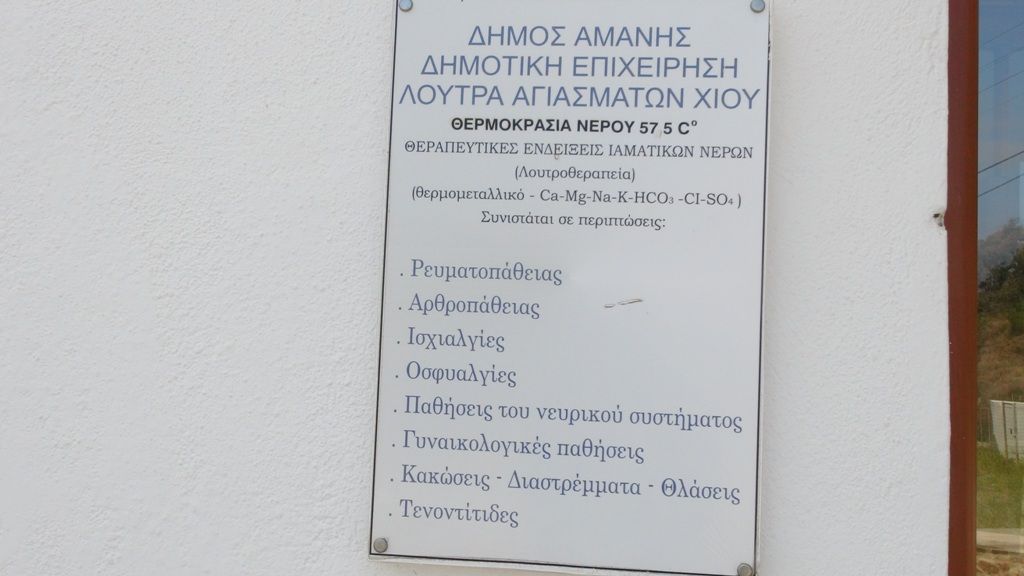 ΔΗΜΟΣ ΑΜΑΝΗΣ
ΔΗΜΟΤΙΚΗ ΕΠΙΧΕΙΡΗΣΗ
ΛΟΥΤΡΑ ΑΓΙΑΣΜΑΤΩΝ ΧΙΟΥ
ΘΕΡΜΟΚΡΑΣΙΑ ΝΕΡΟΥ 57,5 Cº
ΘΕΡΑΠΕΥΤΙΚΕΣ ΕΝΔΕΙΞΕΙΣ ΙΑΜΑΤΙΚΩΝ ΝΕΡΩΝ
(Λουτροθεραπεία)
(θερμομεταλλικό - Ca-Mg-Na-K-HCO₃ -CI-SO₄ )
Συνιστάται σε περιπτώσεις:
. Ρευματοπάθειας
. Αρθροπάθειας
. Ισχιαλγίες
. Οσφυαλγίες
. Παθήσεις του νευρικού συστήματος
. Γυναικολογικές παθήσεις
. Κακώσεις - Διαστρέμματα - Θλάσεις
. Τενοντίτιδες